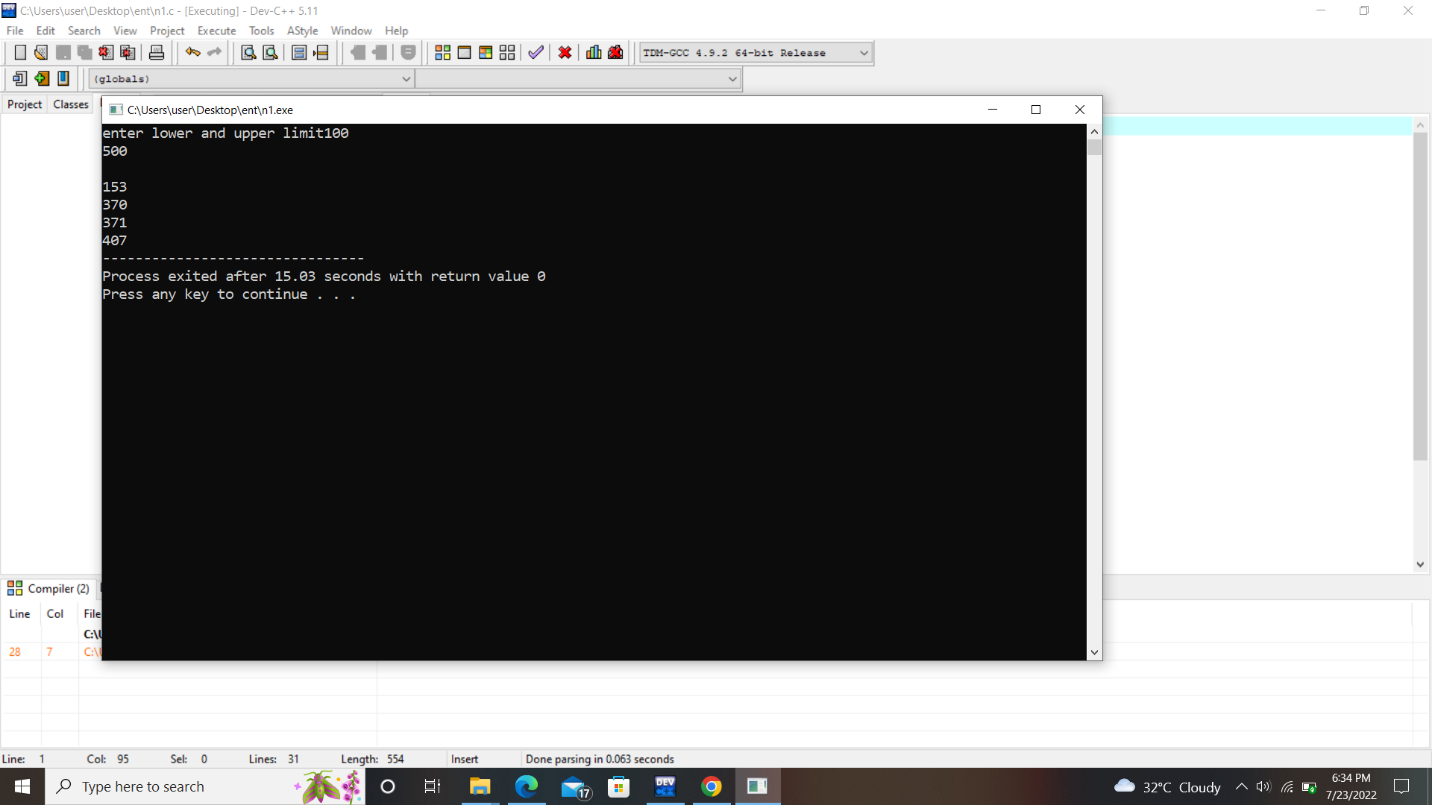 C:\Users\user\Desktop\ent\n1.c - [Executing] - Dev-C++ 5.11
File Edit Search View Project Execute Tools AStyle Window Help
TDM-GCC 4.9.2 64-bit Release
(globals)
Project Classes
C:\Users\user\Desktop\ent\n1.exe
enter lower and upper limit100
500
153
370
371
407
--------------------------------
Process exited after 15.03 seconds with return value 0
Press any key to continue . . .
Compiler (2)
Line Col File
C:\U
28 7 C:\U
Line: 1 Col: 95 Sel: 0 Lines: 31 Length: 554 Insert Done parsing in 0.063 seconds
Type here to search
17
DEV
32°C Cloudy
6:34 PM
7/23/2022